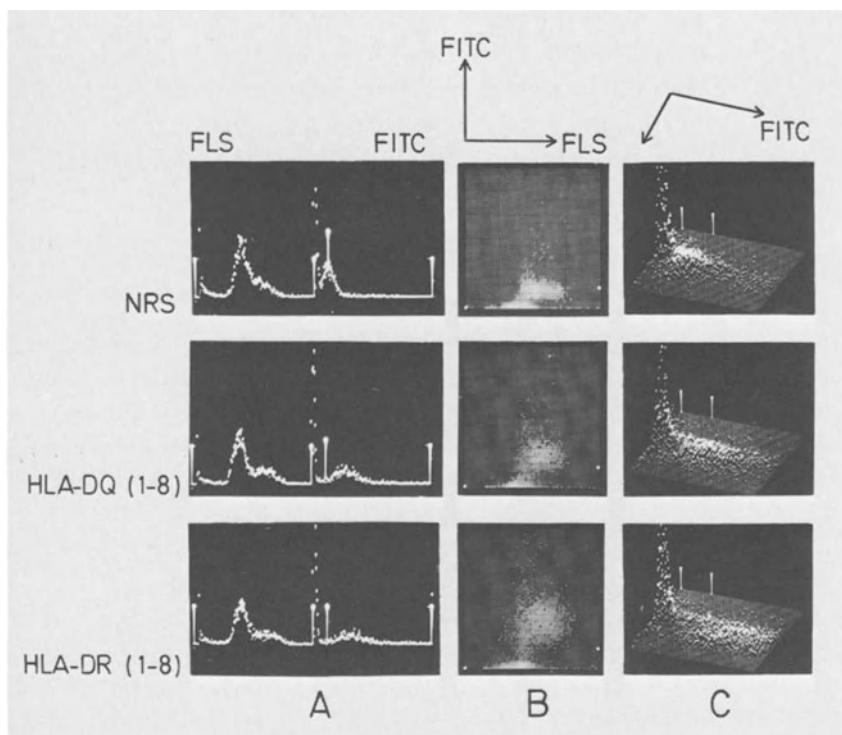 FITC
FLS
FITC
FLS
FITC
NRS
HLA-DQ (1-8)
HLA-DR (1-8)
A
B
C